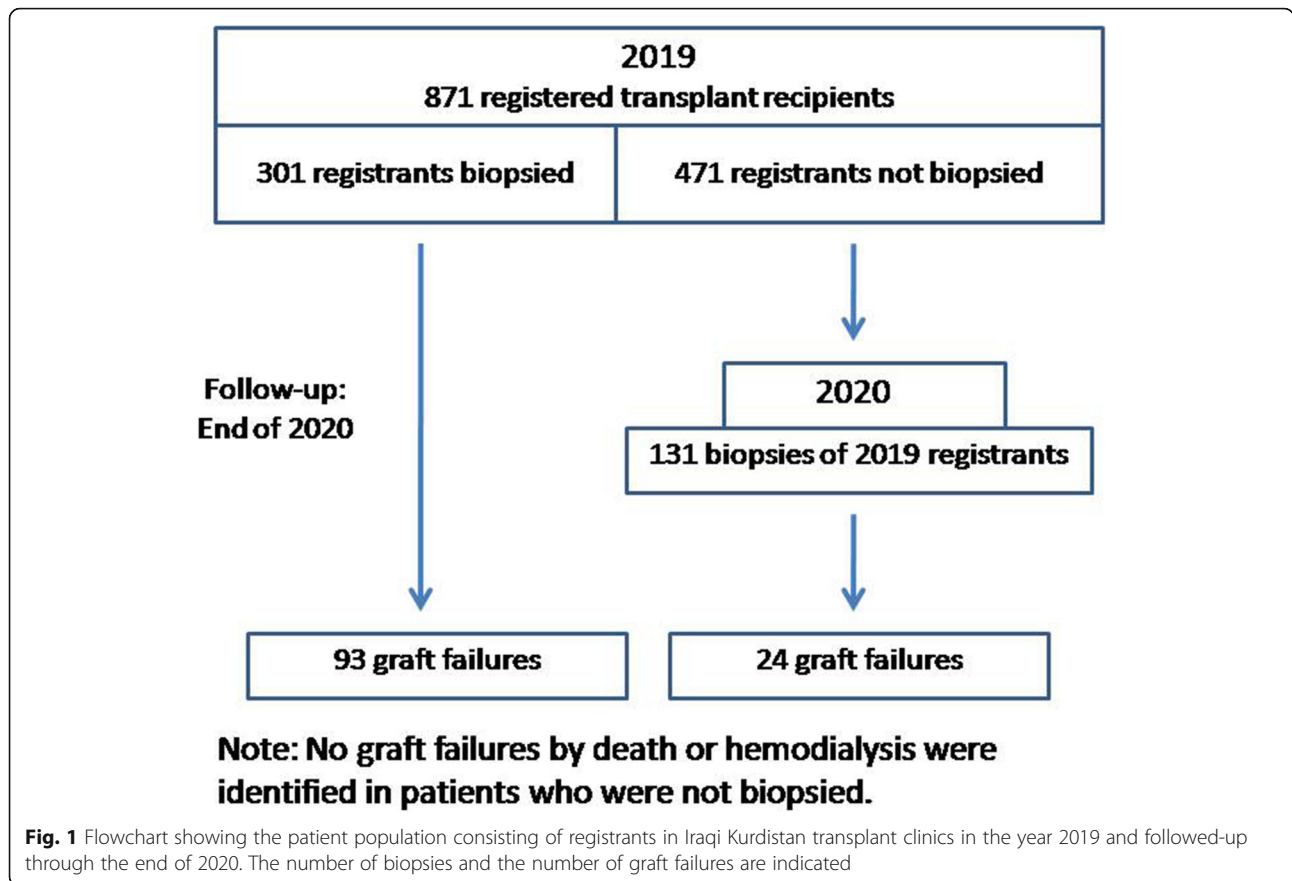 2019
871 registered transplant recipients
301 registrants biopsied
471 registrants not biopsied
Follow-up:
End of 2020
2020
131 biopsies of 2019 registrants
93 graft failures
24 graft failures
Note: No graft failures by death or hemodialysis were
identified in patients who were not biopsied.
Fig. 1 Flowchart showing the patient population consisting of registrants in Iraqi Kurdistan transplant clinics in the year 2019 and followed-up
through the end of 2020. The number of biopsies and the number of graft failures are indicated